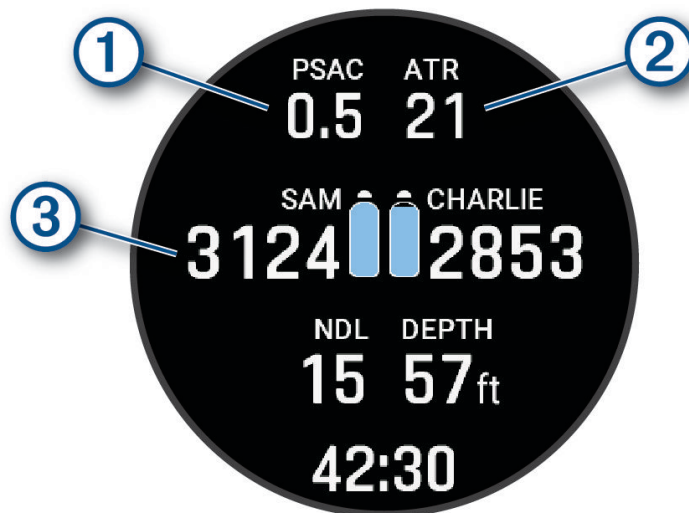 1
2
PSAC ATR
0.5 21
3
SAM CHARLIE
3124 2853
NDL DEPTH
15 57ft
42:30